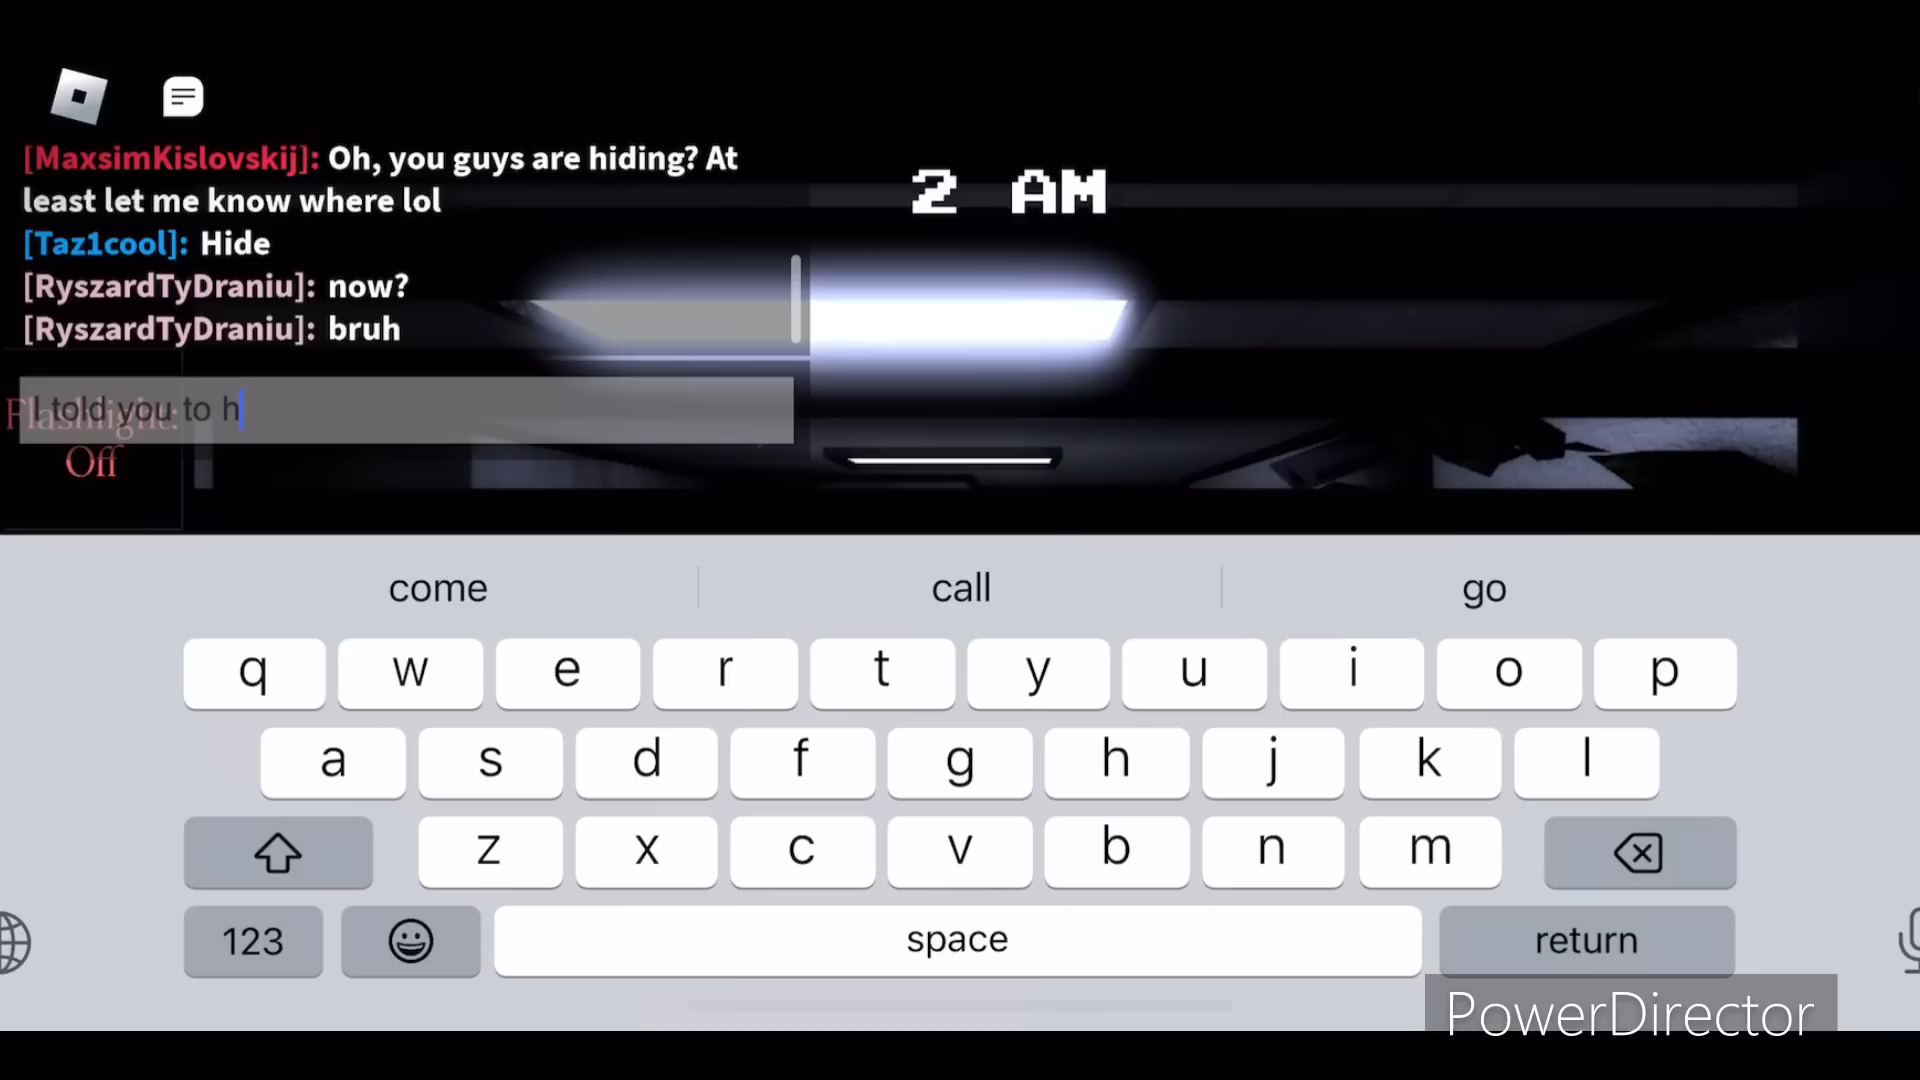 [MaxsimKislovskij]: Oh, you guys are hiding? At
least let me know where lol
2 AM
[Taz1cool]: Hide
[RyszardTyDraniu]: now?
[RyszardTyDraniu]: bruh
I told you to h
Flashlight:
Off
come call go
q w e r t y u i o p
a s d f g h j k l
z x c v b n m
123 space return
PowerDirector